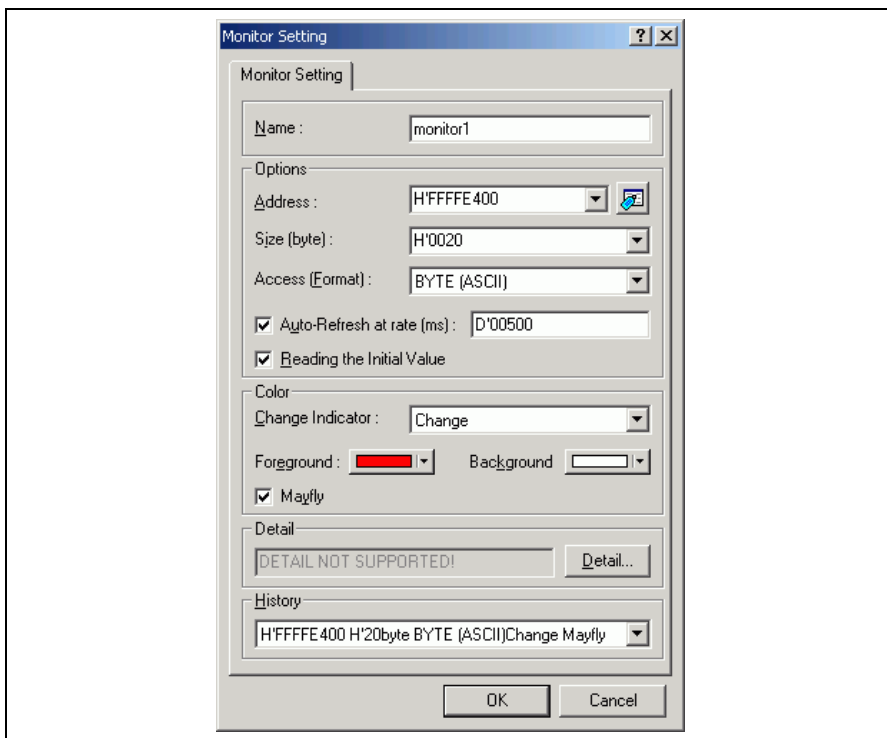 Monitor Setting
Monitor Setting
Name : monitor1
Options
Address : H'FFFFE400
Size (byte) : H'0020
Access (Format) : BYTE (ASCII)
Auto-Refresh at rate (ms) : D'00500
Reading the Initial Value
Color
Change Indicator : Change
Foreground : Background
Mayfly
Detail
DETAIL NOT SUPPORTED! Detail...
History
H'FFFFE400 H'20byte BYTE (ASCII)Change Mayfly
OK Cancel